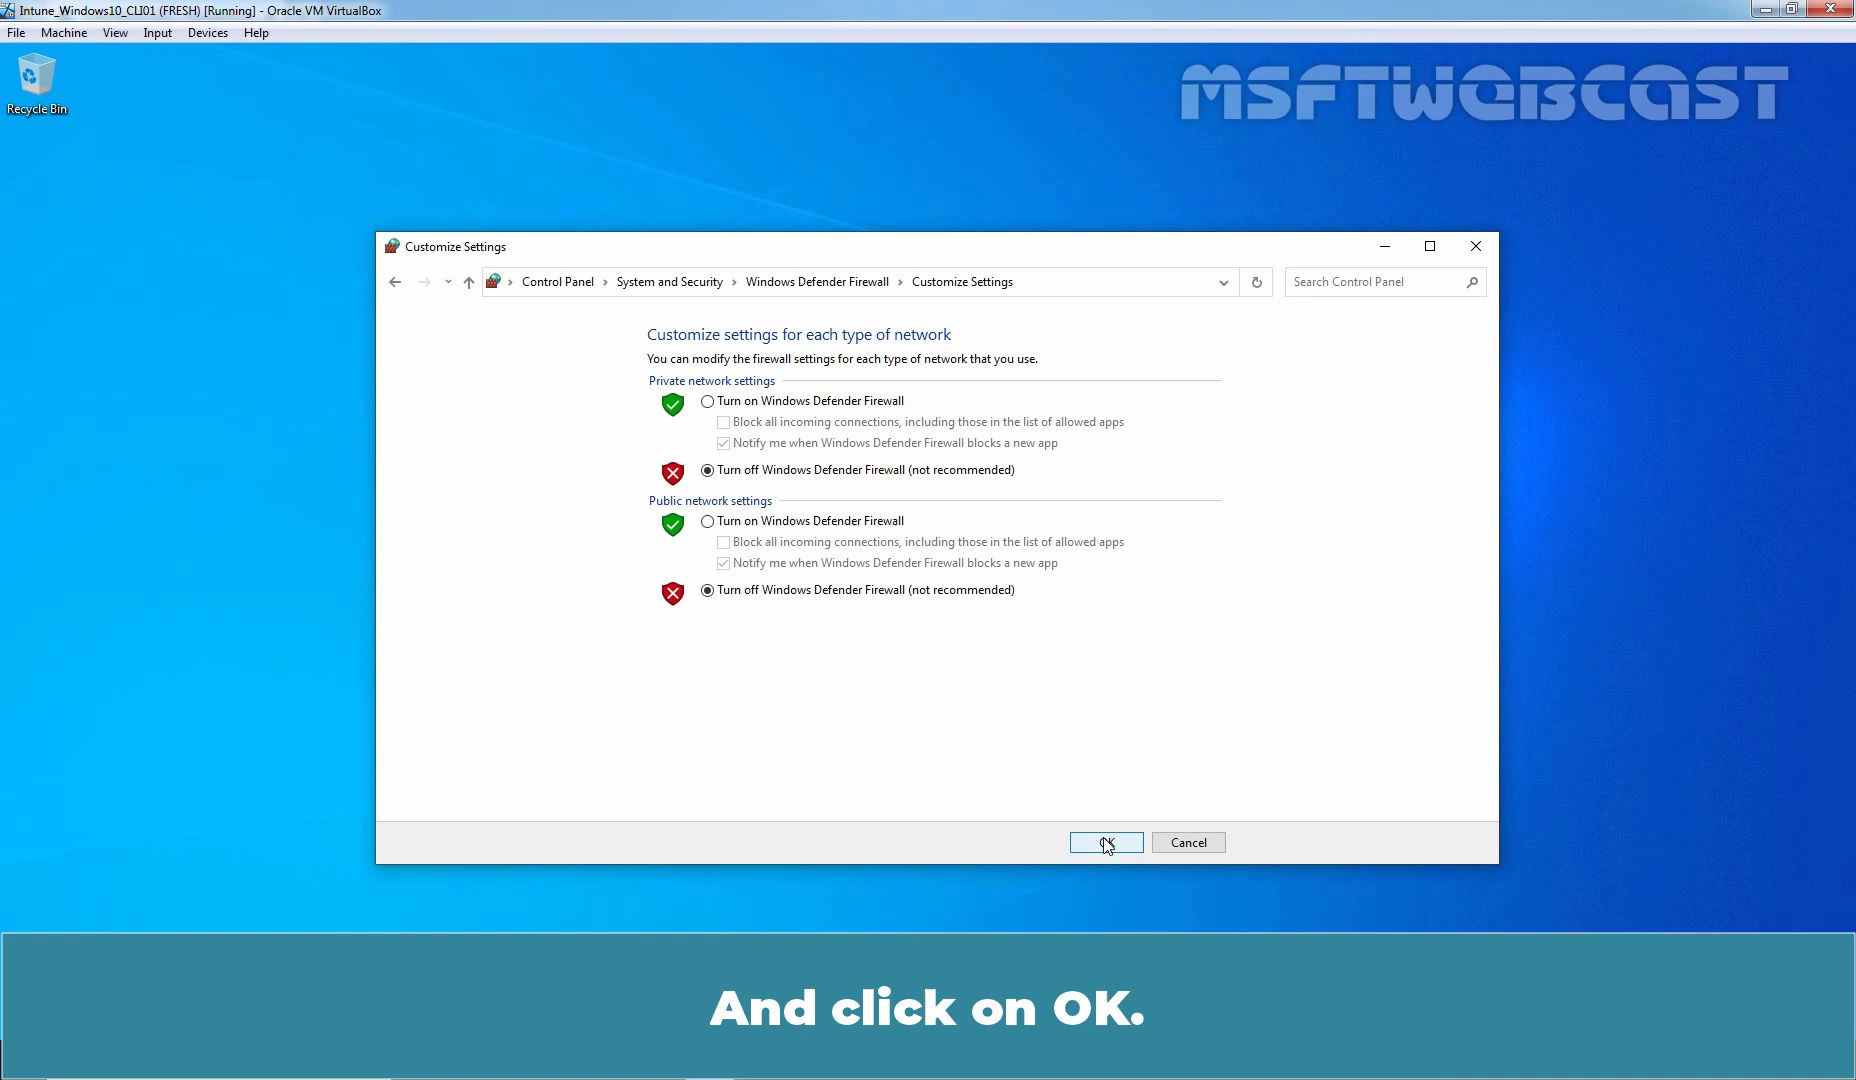 Intune_Windows10_CLI01 (FRESH) [Running] - Oracle VM VirtualBox
File Machine View Input Devices Help
Recycle Bin
MSFTWEBCAST
Customize Settings
Control Panel > System and Security > Windows Defender Firewall > Customize Settings
Search Control Panel
Customize settings for each type of network
You can modify the firewall settings for each type of network that you use.
Private network settings
Turn on Windows Defender Firewall
Block all incoming connections, including those in the list of allowed apps
Notify me when Windows Defender Firewall blocks a new app
Turn off Windows Defender Firewall (not recommended)
Public network settings
Turn on Windows Defender Firewall
Block all incoming connections, including those in the list of allowed apps
Notify me when Windows Defender Firewall blocks a new app
Turn off Windows Defender Firewall (not recommended)
OK Cancel
And click on OK.